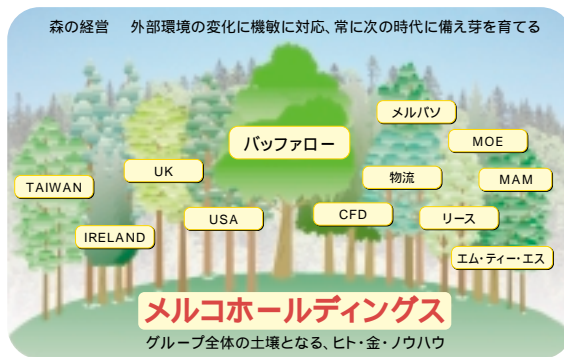 森の経営　外部環境の変化に機敏に対応、常に次の時代に備え芽を育てる
メルパソ
バッファロー
MOE
UK
物流
MAM
TAIWAN
USA
CFD
リース
IRELAND
エム・ティー・エス
メルコホールディングス
グループ全体の土壌となる、ヒト・金・ノウハウ